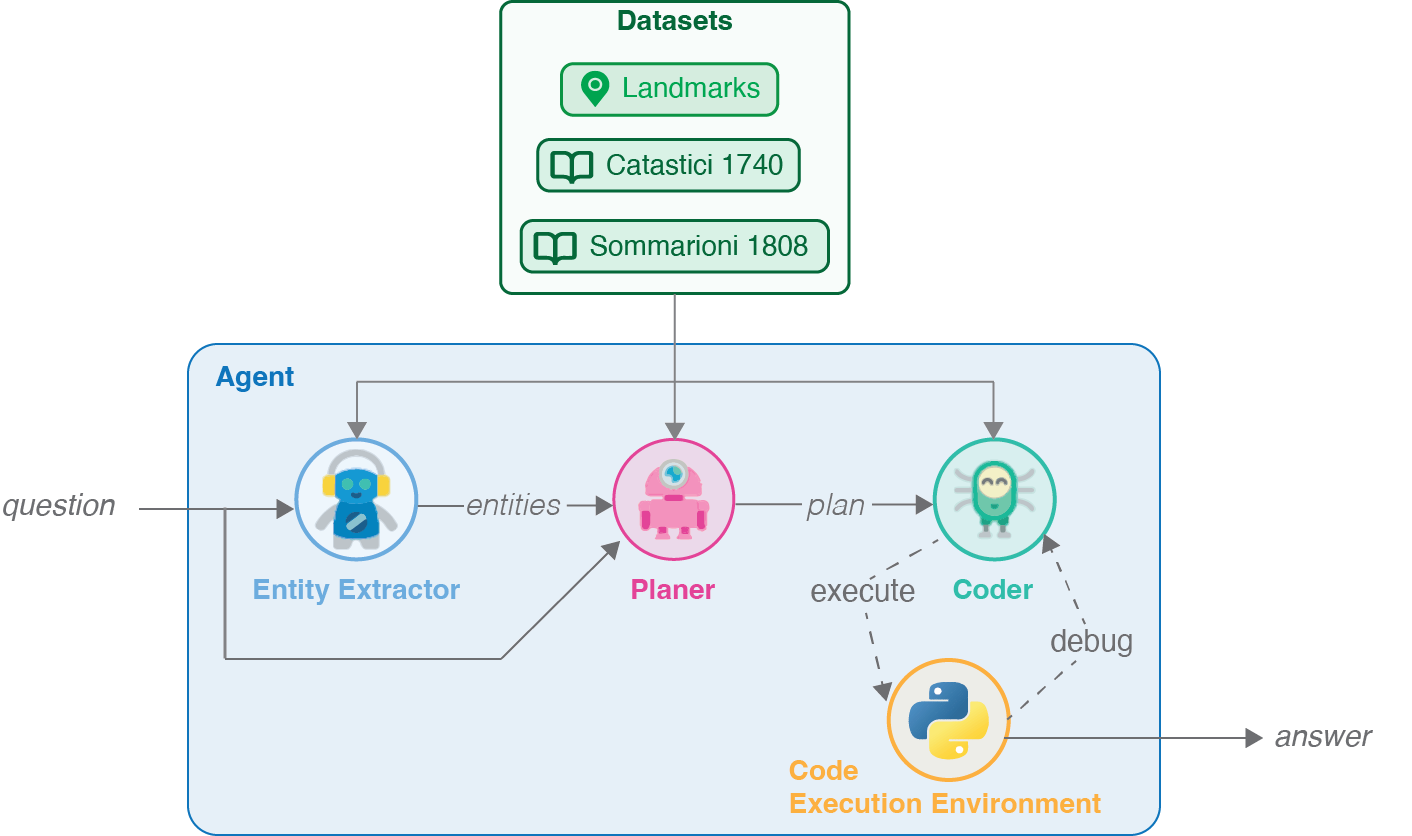 Datasets
Landmarks
Catastici 1740
Sommarioni 1808
Agent
question
entities
plan
Entity Extractor
Planer
Coder
execute
debug
answer
Code
Execution Environment